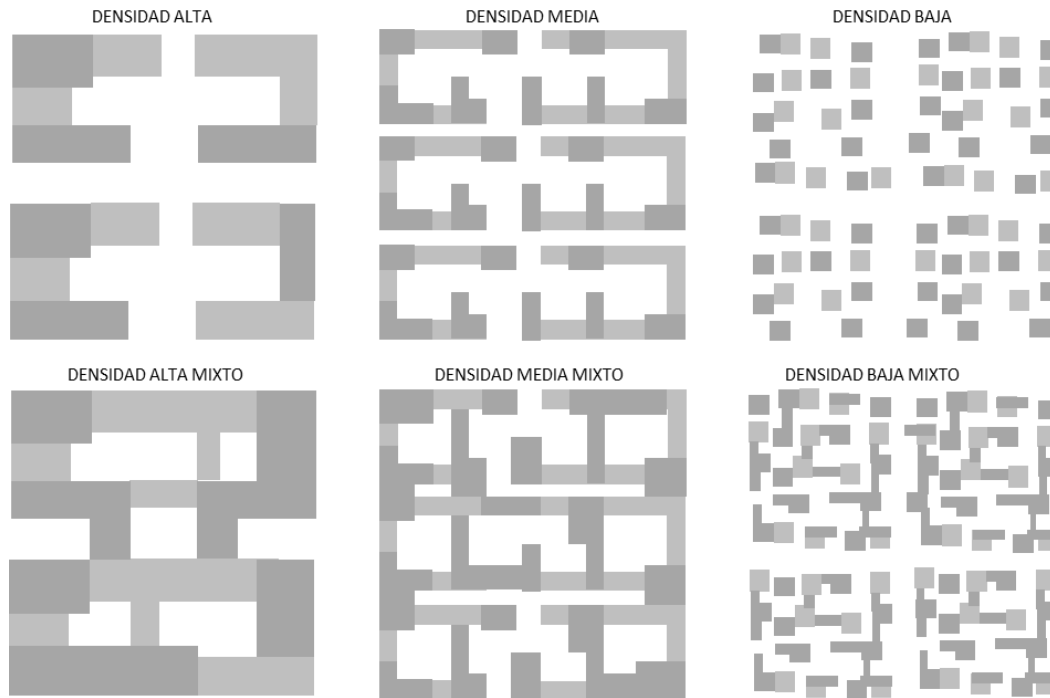 DENSIDAD ALTA
DENSIDAD MEDIA
DENSIDAD BAJA
DENSIDAD ALTA MIXTO
DENSIDAD MEDIA MIXTO
DENSIDAD BAJA MIXTO